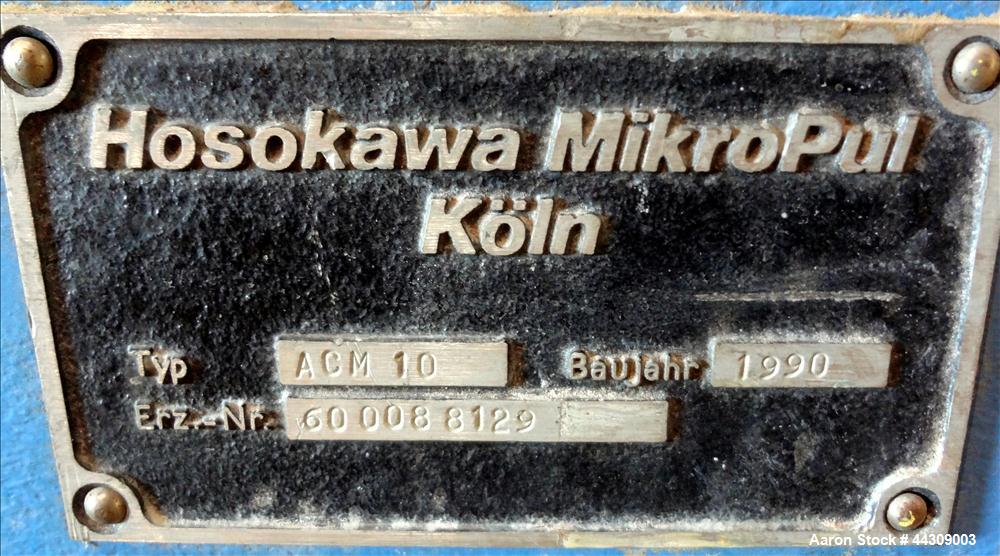 Hosokawa MikroPul
Köln
Typ ACM 10 Baujahr 1990
Erz.-Nr. 60 008 8129
Aaron Stock # 44309003